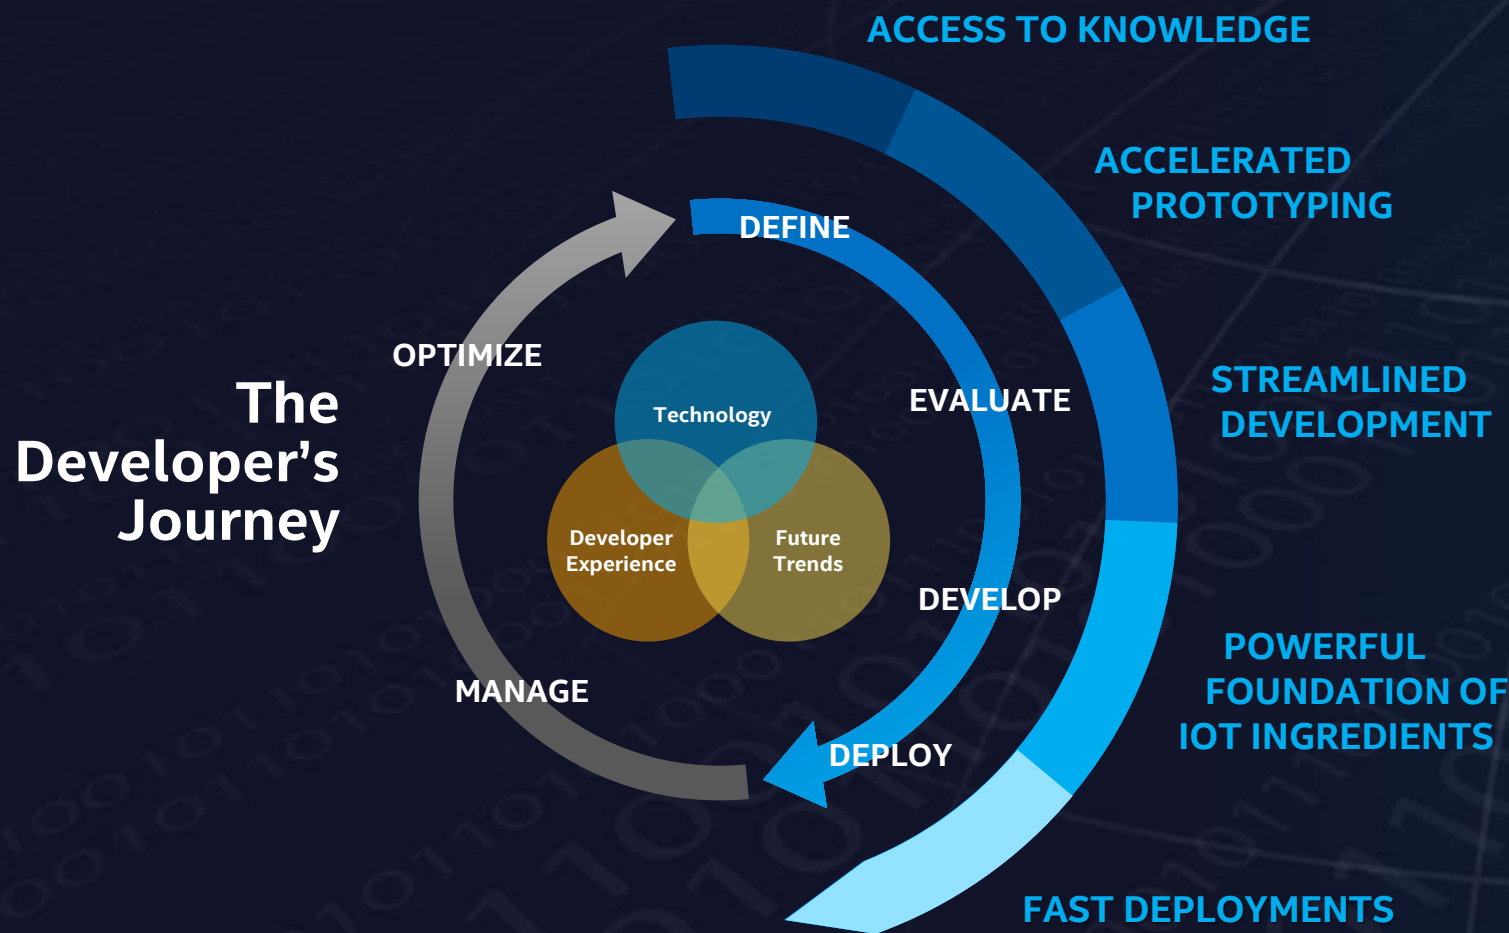 The
Developer’s
Journey
ACCESS TO KNOWLEDGE
ACCELERATED
PROTOTYPING
STREAMLINED
DEVELOPMENT
POWERFUL
FOUNDATION OF
IOT INGREDIENTS
FAST DEPLOYMENTS
DEFINE
EVALUATE
DEVELOP
DEPLOY
MANAGE
OPTIMIZE
Technology
Developer
Experience
Future
Trends